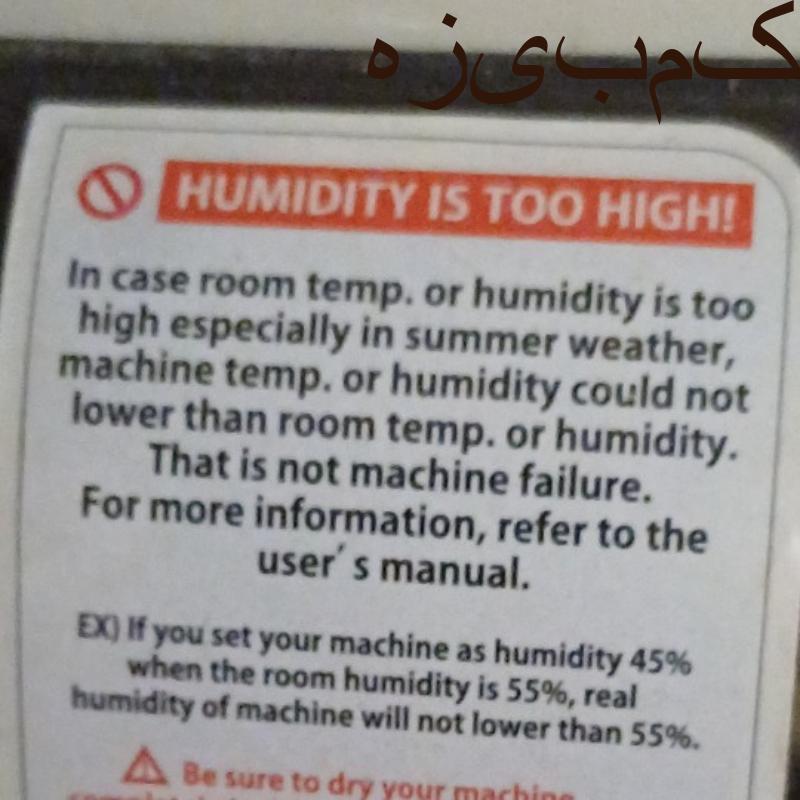 کمبیزه
HUMIDITY IS TOO HIGH!
In case room temp. or humidity is too
high especially in summer weather,
machine temp. or humidity could not
lower than room temp. or humidity.
That is not machine failure.
For more information, refer to the
user´s manual.
EX) If you set your machine as humidity 45%
when the room humidity is 55%, real
humidity of machine will not lower than 55%.
Be sure to dry your machine